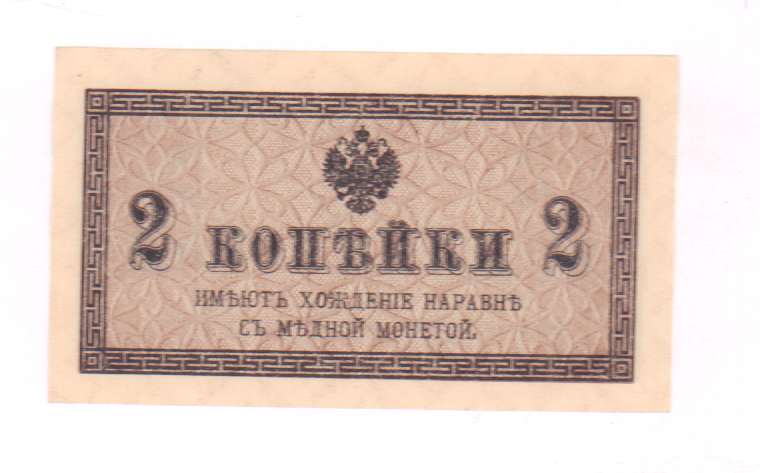 2 КОПѢЙКИ 2
ИМѢЮТЪ ХОЖДЕНІЕ НАРАВНѢ
СЪ МѢДНОЙ МОНЕТОЙ.